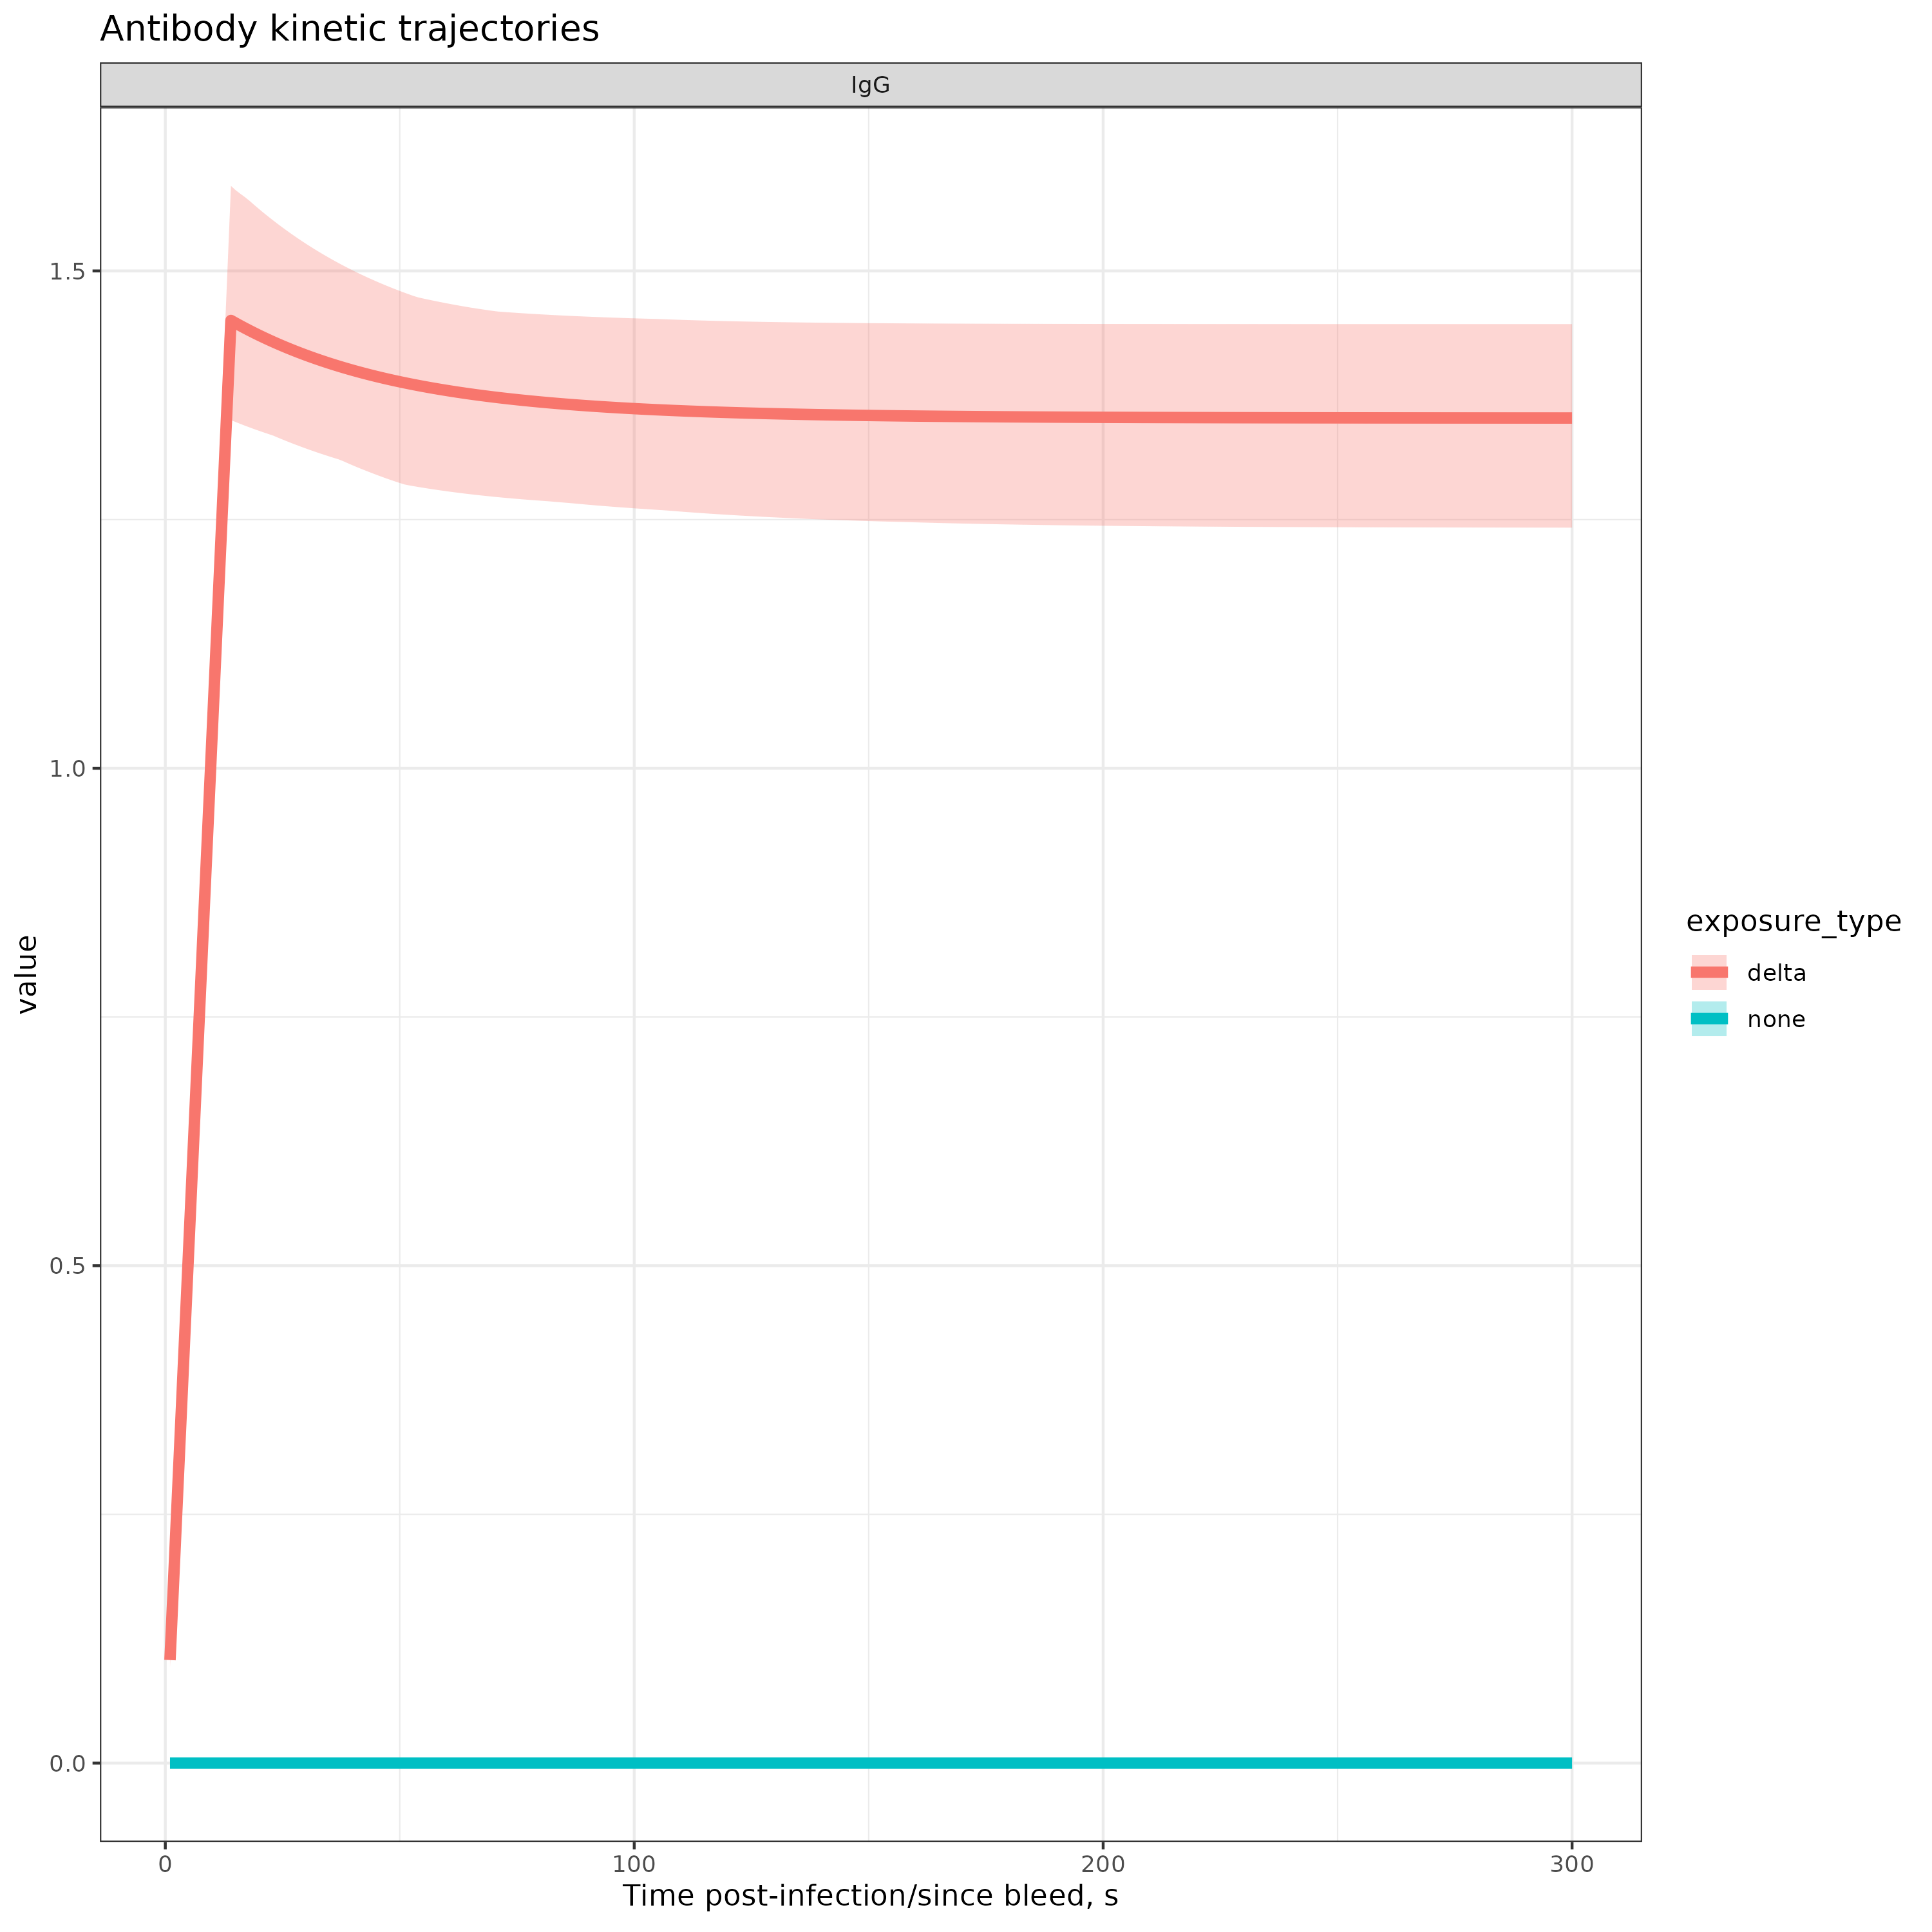 Antibody kinetic trajectories
IgG
1.5
1.0
0.5
0.0
value
0 100 200 300
Time post-infection/since bleed, s
exposure_type
delta
none